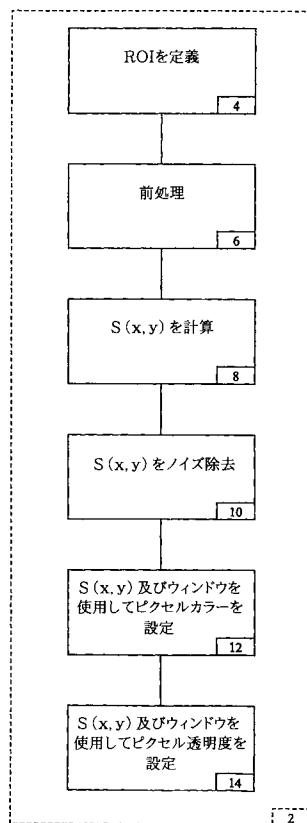 ROIを定義
4
前処理
6
S(x,y)を計算
8
S(x,y)をノイズ除去
10
S(x,y)及びウィンドウを
使用してピクセルカラーを
設定
12
S(x,y)及びウィンドウを
使用してピクセル透明度を
設定
14
2